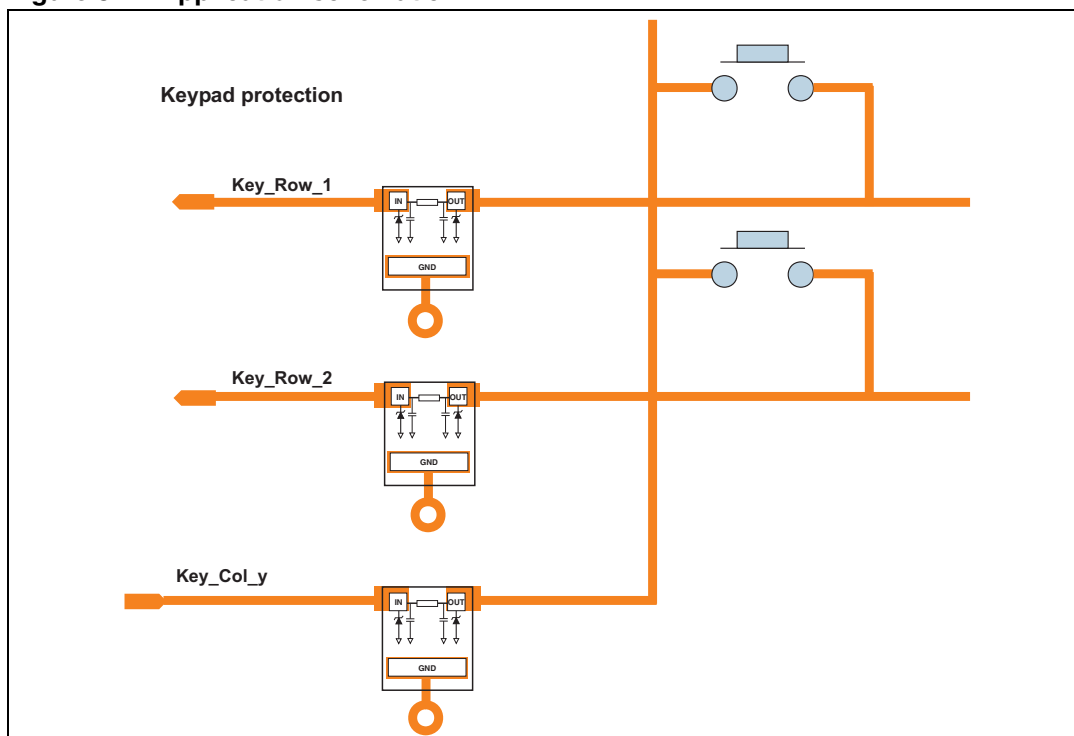 Keypad protection
Key_Row_1
IN
OUT
GND
Key_Row_2
IN
OUT
GND
Key_Col_y
IN
OUT
GND